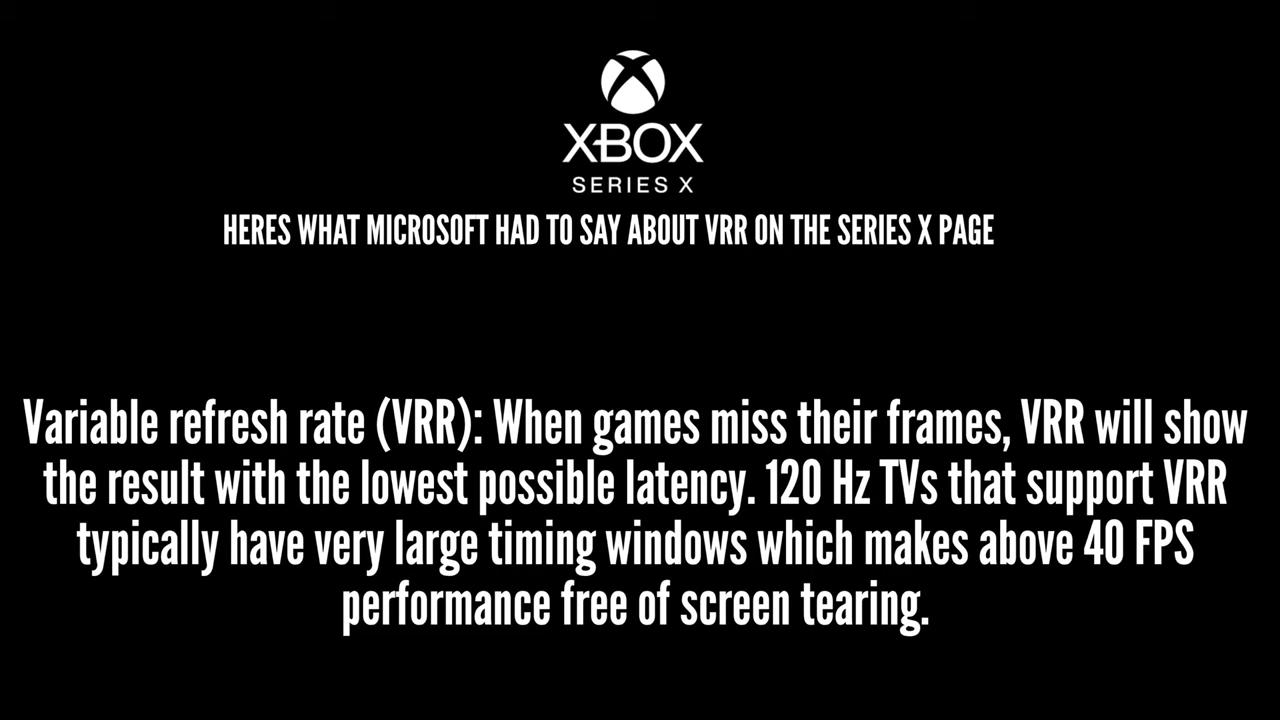 XBOX
SERIES X
HERES WHAT MICROSOFT HAD TO SAY ABOUT VRR ON THE SERIES X PAGE
Variable refresh rate (VRR): When games miss their frames, VRR will show
the result with the lowest possible latency. 120 Hz TVs that support VRR
typically have very large timing windows which makes above 40 FPS
performance free of screen tearing.